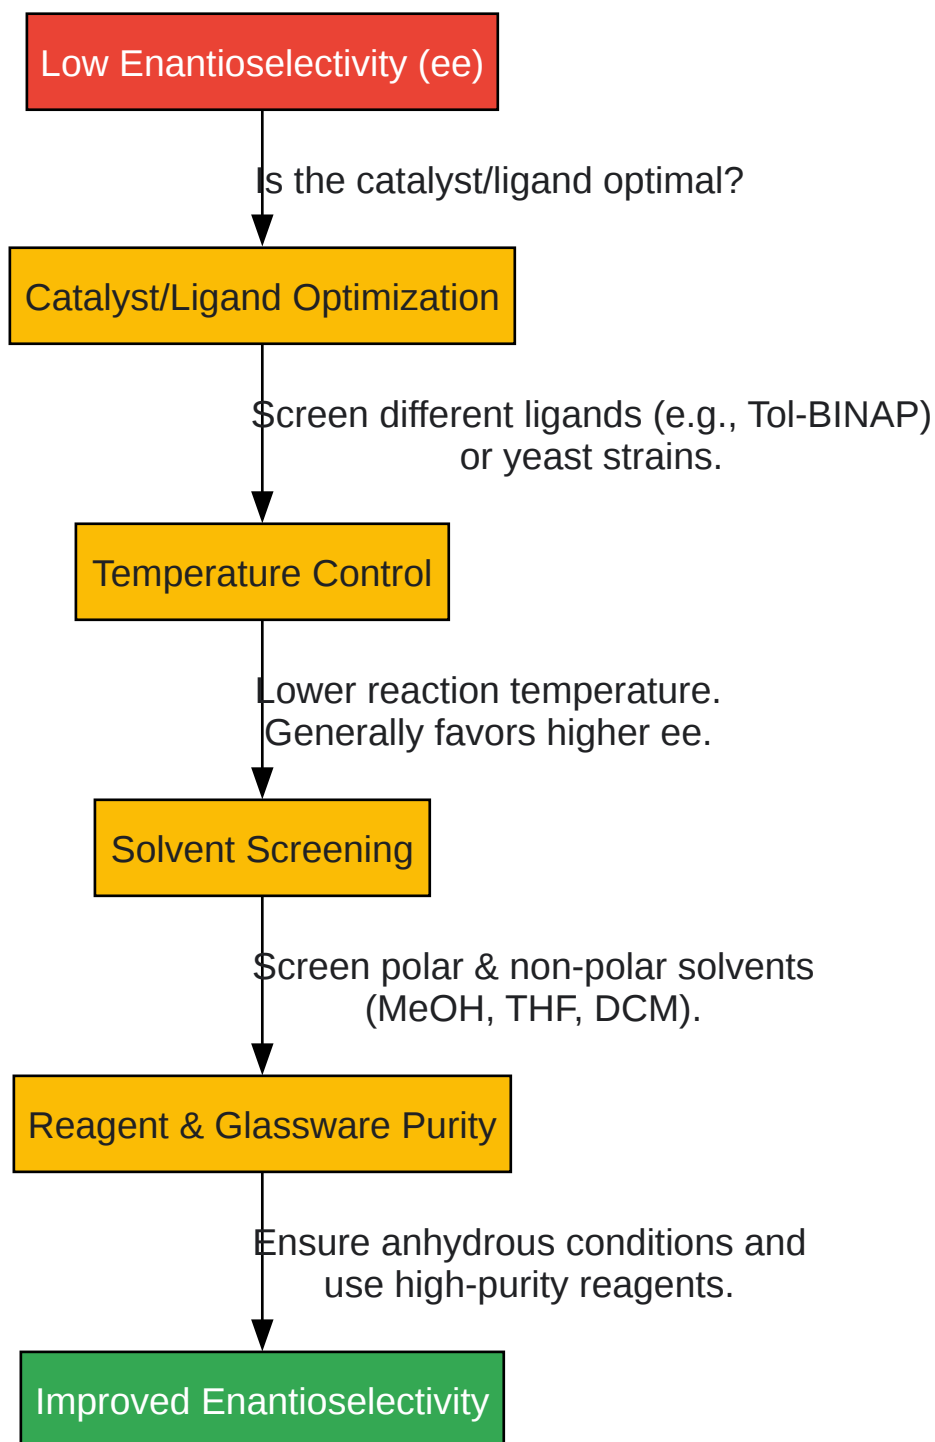 Low Enantioselectivity (ee)
Is the catalyst/ligand optimal?
Catalyst/Ligand Optimization
Screen different ligands (e.g., Tol-BINAP)
or yeast strains.
Temperature Control
Lower reaction temperature.
Generally favors higher ee.
Solvent Screening
Screen polar & non-polar solvents
(MeOH, THF, DCM).
Reagent & Glassware Purity
Ensure anhydrous conditions and
use high-purity reagents.
Improved Enantioselectivity